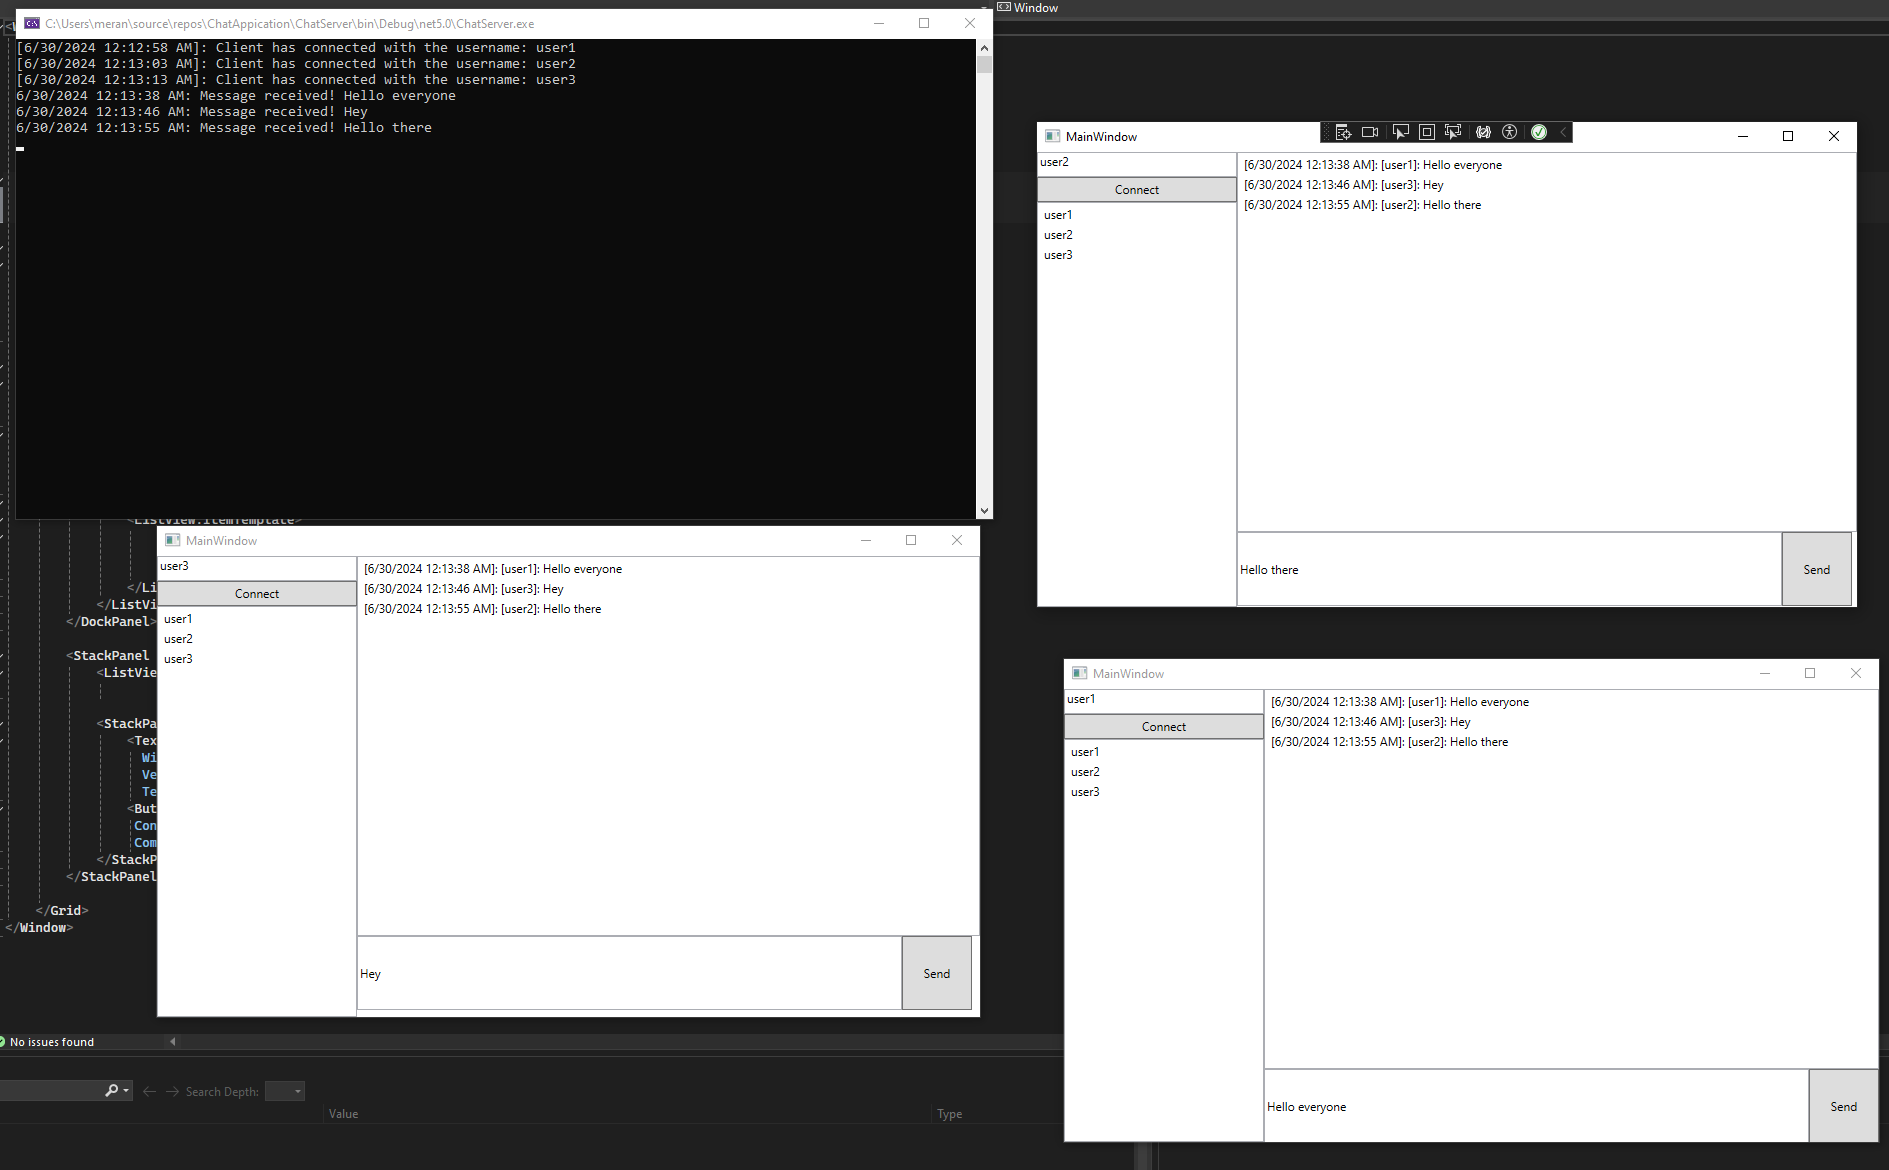 C:\Users\meran\source\repos\ChatAppication\ChatServer\bin\Debug\net5.0\ChatServer.exe
[6/30/2024 12:12:58 AM]: Client has connected with the username: user1
[6/30/2024 12:13:03 AM]: Client has connected with the username: user2
[6/30/2024 12:13:13 AM]: Client has connected with the username: user3
6/30/2024 12:13:38 AM: Message received! Hello everyone
6/30/2024 12:13:46 AM: Message received! Hey
6/30/2024 12:13:55 AM: Message received! Hello there
Window
MainWindow
user2
Connect
user1
user2
user3
[6/30/2024 12:13:38 AM]: [user1]: Hello everyone
[6/30/2024 12:13:46 AM]: [user3]: Hey
[6/30/2024 12:13:55 AM]: [user2]: Hello there
Hello there
Send
<ListView.ItemTemplate>
</Li
</ListVi
</DockPanel>
<StackPanel
<ListVie
<StackPa
<Tex
Wi
Ve
Te
<But
Con
Com
</StackP
</StackPanel
</Grid>
</Window>
MainWindow
user3
Connect
user1
user2
user3
[6/30/2024 12:13:38 AM]: [user1]: Hello everyone
[6/30/2024 12:13:46 AM]: [user3]: Hey
[6/30/2024 12:13:55 AM]: [user2]: Hello there
Hey
Send
MainWindow
user1
Connect
user1
user2
user3
[6/30/2024 12:13:38 AM]: [user1]: Hello everyone
[6/30/2024 12:13:46 AM]: [user3]: Hey
[6/30/2024 12:13:55 AM]: [user2]: Hello there
Hello everyone
Send
No issues found
Search Depth:
Value
Type